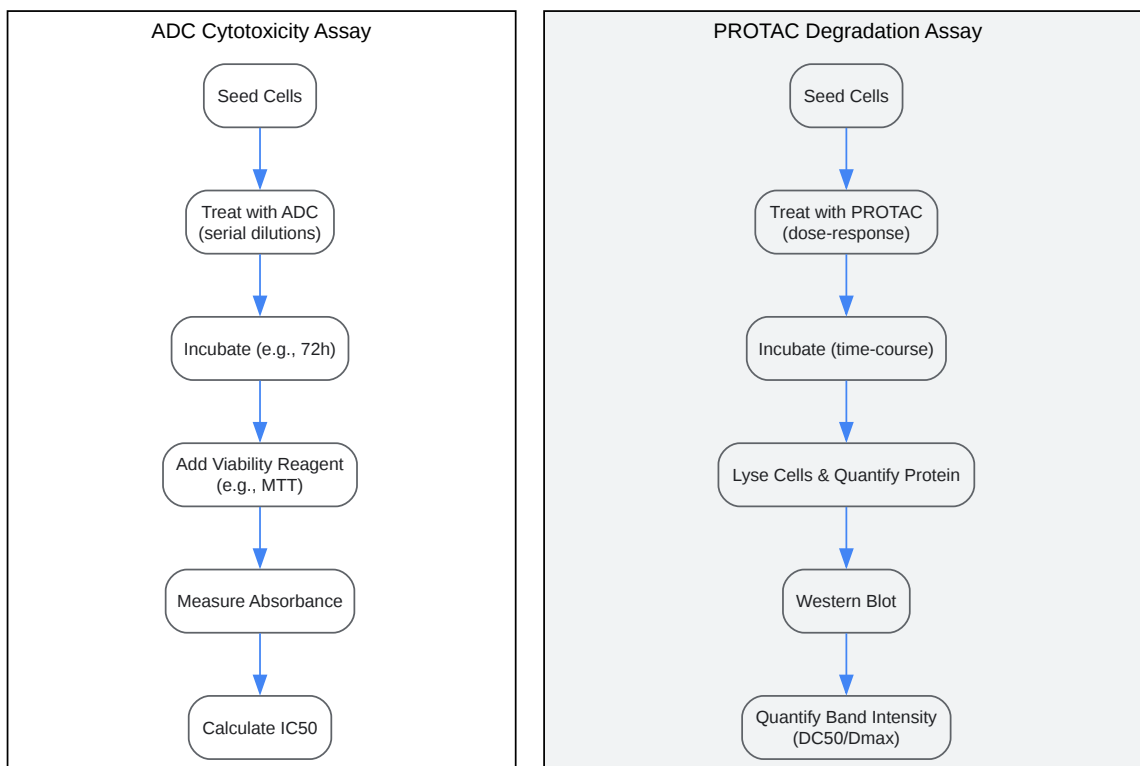 ADC Cytotoxicity Assay
Seed Cells
Treat with ADC
(serial dilutions)
Incubate (e.g., 72h)
Add Viability Reagent
(e.g., MTT)
Measure Absorbance
Calculate IC50
PROTAC Degradation Assay
Seed Cells
Treat with PROTAC
(dose-response)
Incubate (time-course)
Lyse Cells & Quantify Protein
Western Blot
Quantify Band Intensity
(DC50/Dmax)